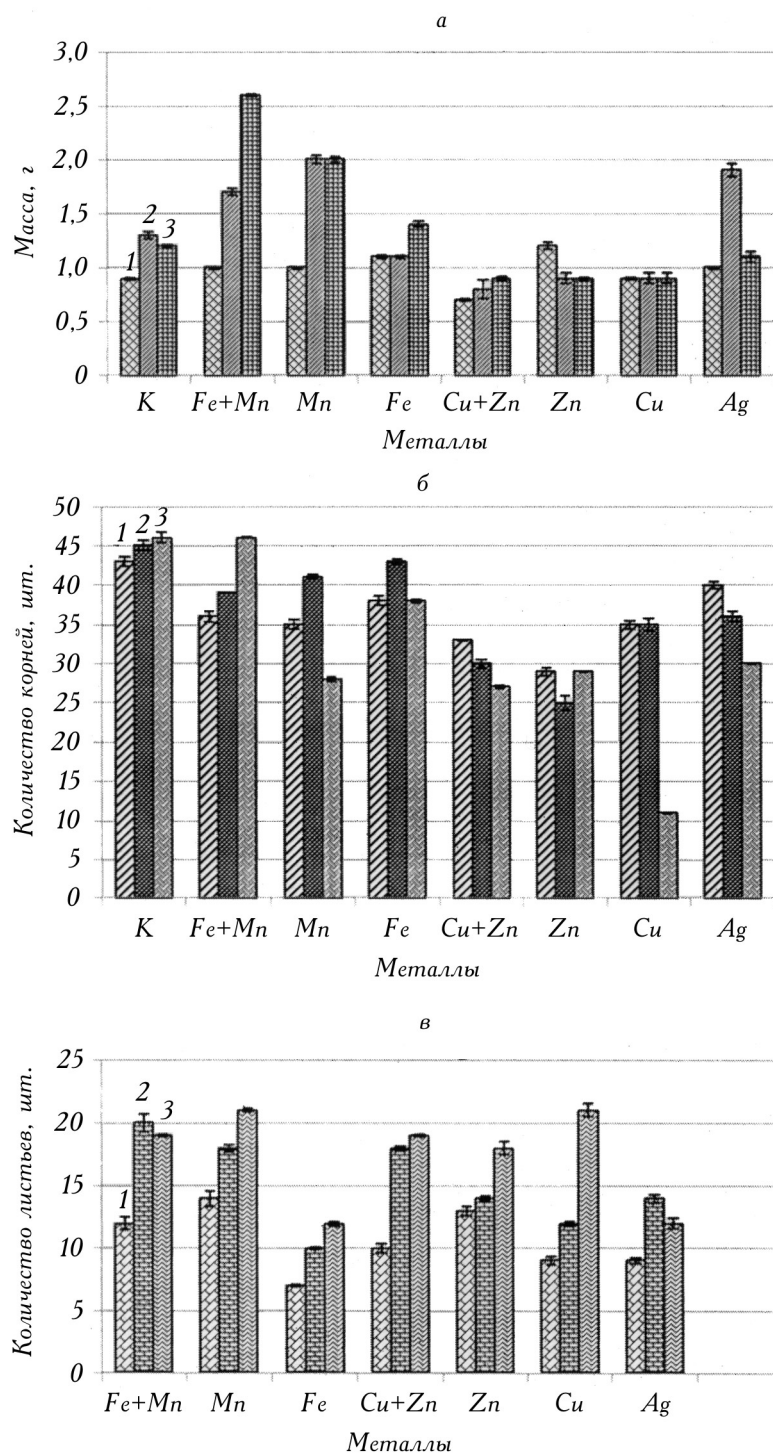 а
3,0
2,5
2,0
1,5
1,0
0,5
0
Масса, г
1 2 3
K Fe+Mn Mn Fe Cu+Zn Zn Cu Ag
Металлы
б
50
45
40
35
30
25
20
15
10
5
0
Количество корней, шт.
1 2 3
K Fe+Mn Mn Fe Cu+Zn Zn Cu Ag
Металлы
в
25
20
15
10
5
0
Количество листьев, шт.
1 2 3
Fe+Mn Mn Fe Cu+Zn Zn Cu Ag
Металлы